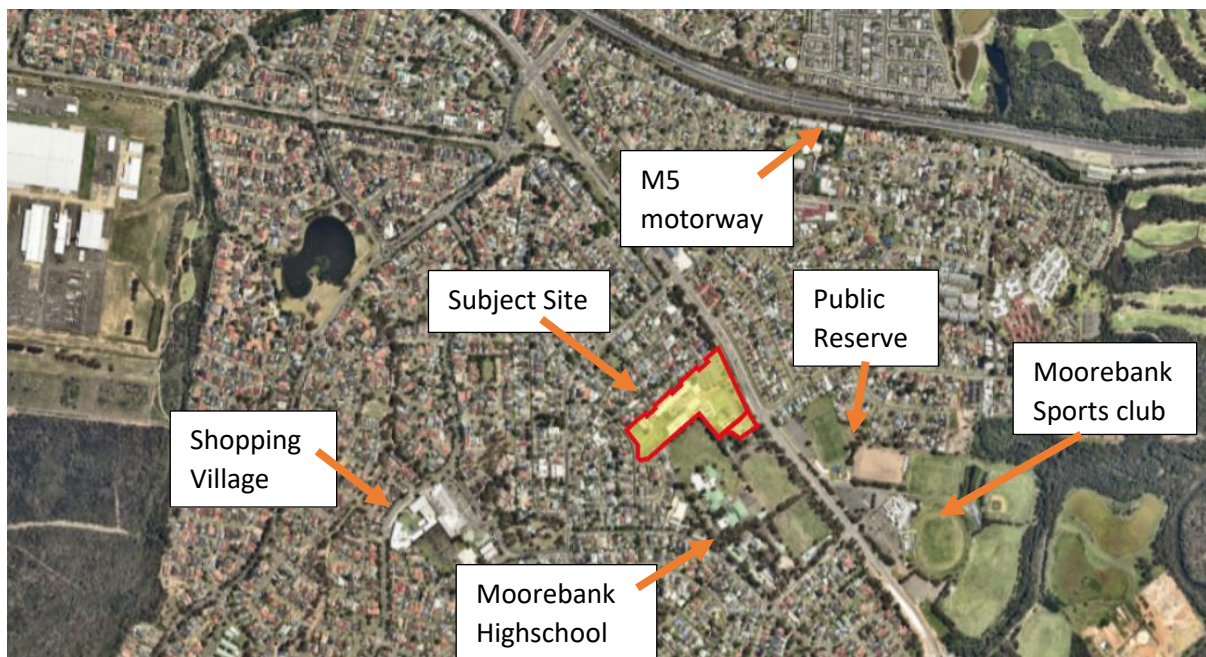 M5
motorway
Subject Site
Public
Reserve
Moorebank
Sports club
Shopping
Village
Moorebank
Highschool